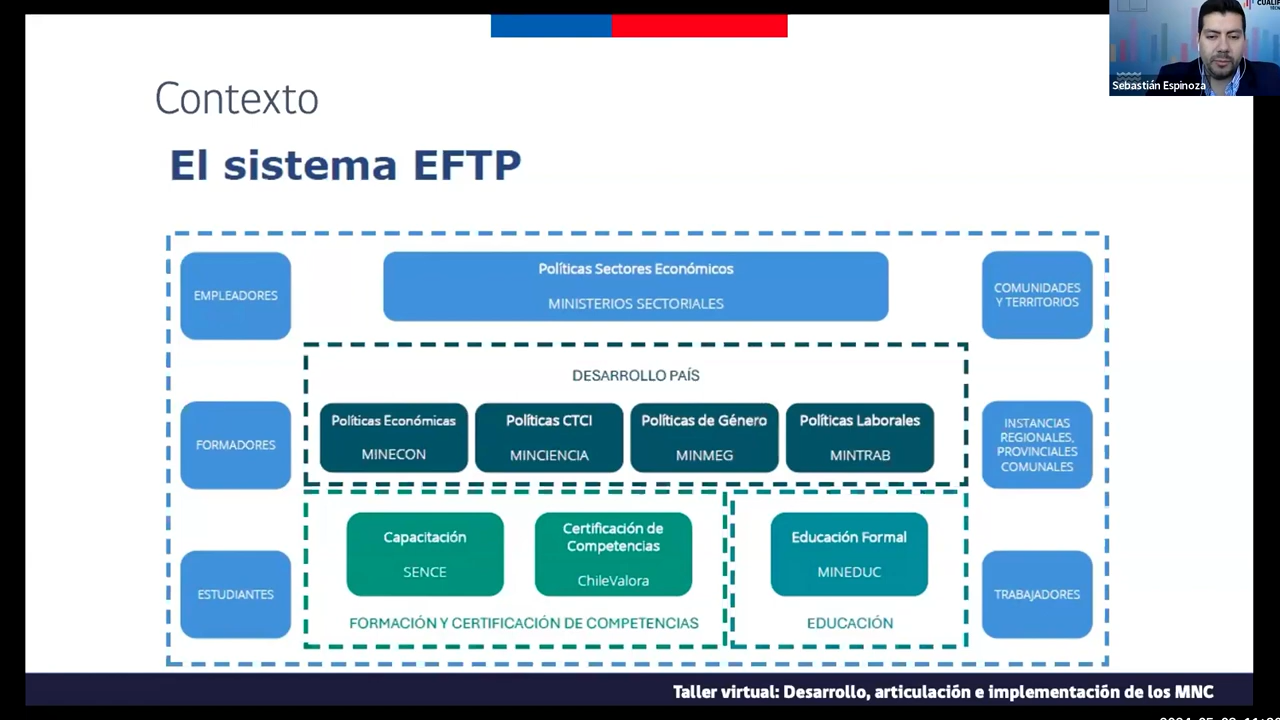 CUALIF
Sebastián Espinoza
Contexto
El sistema EFTP
EMPLEADORES
Políticas Sectores Económicos
MINISTERIOS SECTORIALES
COMUNIDADES
Y TERRITORIOS
DESARROLLO PAÍS
FORMADORES
Políticas Económicas
MINECON
Políticas CTCI
MINCIENCIA
Políticas de Género
MINMEG
Políticas Laborales
MINTRAB
INSTANCIAS
REGIONALES,
PROVINCIALES
COMUNALES
ESTUDIANTES
Capacitación
SENCE
Certificación de
Competencias
ChileValora
FORMACIÓN Y CERTIFICACIÓN DE COMPETENCIAS
Educación Formal
MINEDUC
EDUCACIÓN
TRABAJADORES
Taller virtual: Desarrollo, articulación e implementación de los MNC